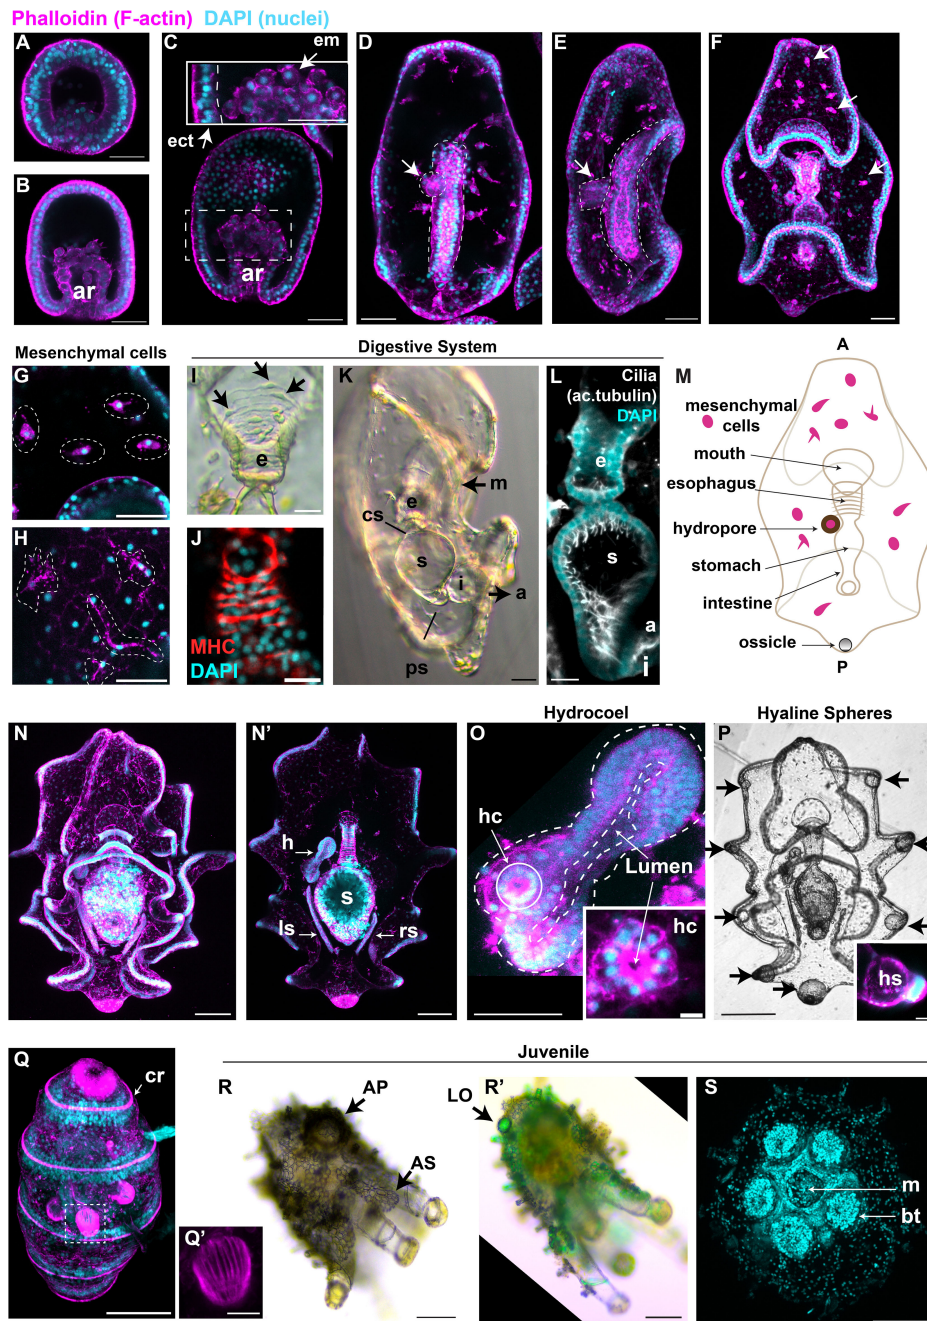 Phalloidin (F-actin) DAPI (nuclei)
A
B
ar
C
em
ect
ar
D
E
F
Mesenchymal cells
Digestive System
G
H
I
e
J
MHC
DAPI
K
m
e
cs
s
i
a
ps
L
Cilia
(ac.tubulin)
DAPI
e
s
a
i
M
A
mesenchymal
cells
mouth
esophagus
hydropore
stomach
intestine
ossicle
P
Hydrocoel
Hyaline Spheres
N
N’
h
s
ls
rs
O
hc
Lumen
hc
P
hs
Juvenile
Q
cr
Q’
R
AP
AS
R’
LO
S
m
bt